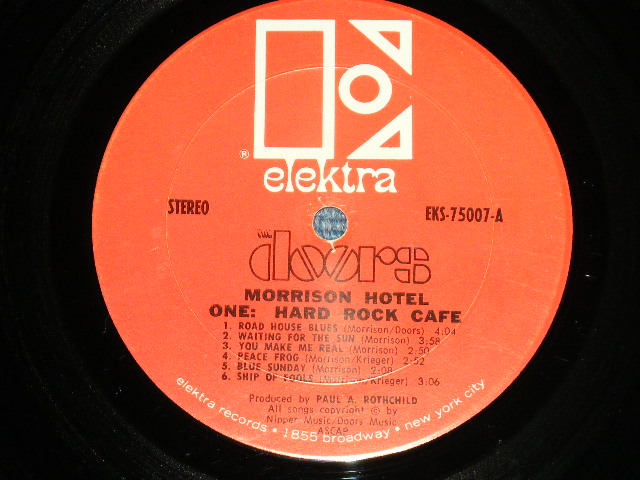 ®
elektra
STEREO
EKS-75007-A
THE
doors
MORRISON HOTEL
ONE: HARD ROCK CAFE
1. ROAD HOUSE BLUES (Morrison/Doors) 4:04
2. WAITING FOR THE SUN (Morrison) 3:58
3. YOU MAKE ME REAL (Morrison) 2:50
4. PEACE FROG (Morrison/Krieger) 2:52
5. BLUE SUNDAY (Morrison) 2:08
6. SHIP OF FOOLS (Morrison/Krieger) 3:06
Produced by PAUL A. ROTHCHILD
All songs copyright © by
Nipper Music/Doors Music
ASCAP
elektra records • 1855 broadway • new york city